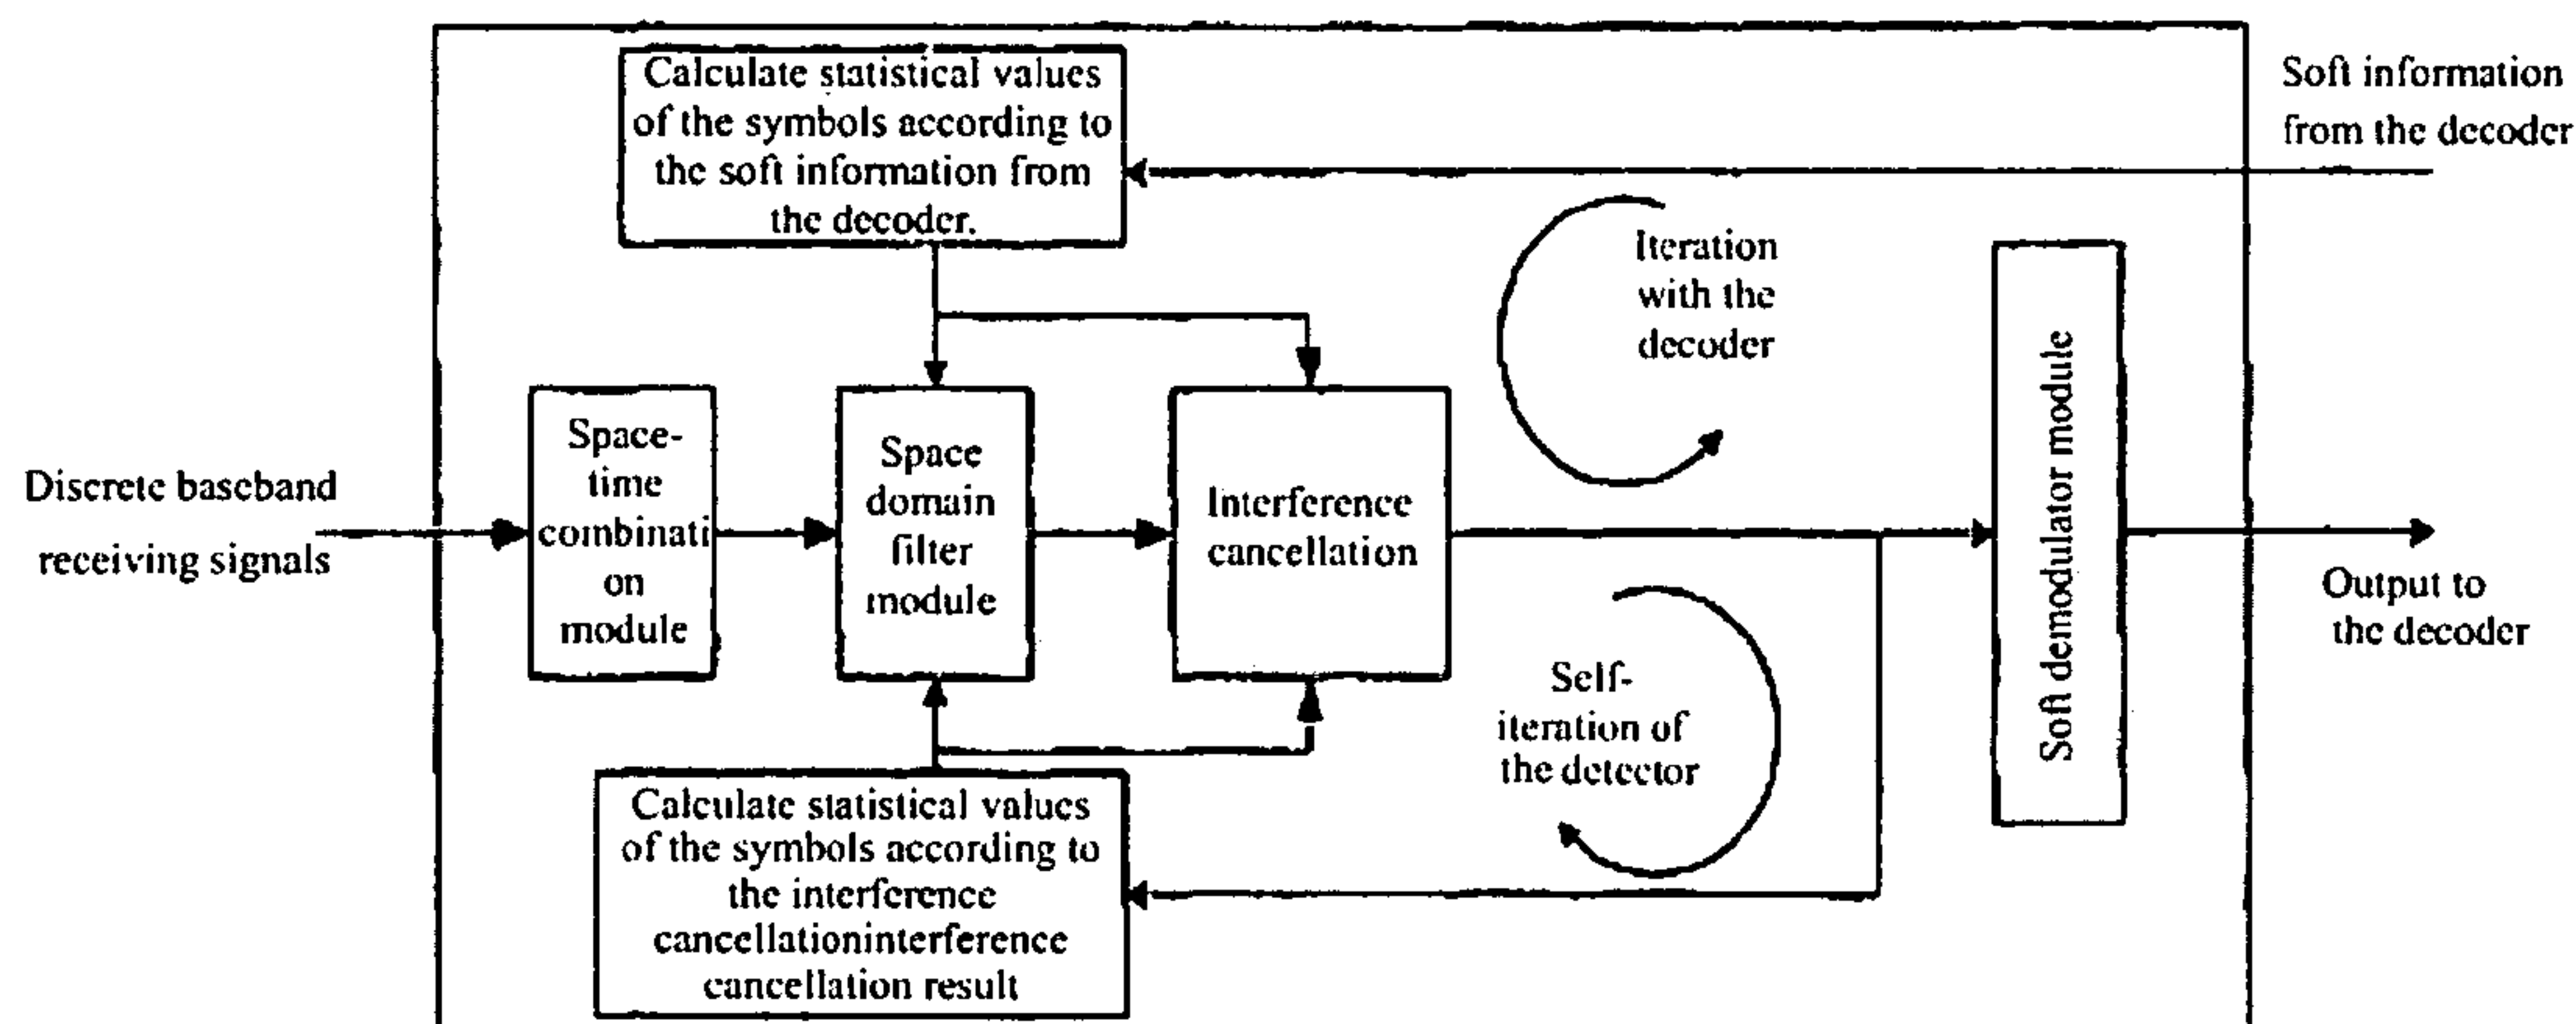 Calculate statistical values
of the symbols according to
the soft information from
the decoder.
Soft information
from the decoder
Iteration
with the
decoder
Discrete baseband
receiving signals
Space-
time
combinati
on
module
Space
domain
filter
module
Interference
cancellation
Soft demodulator module
Output to
the decoder
Self-
iteration of
the detector
Calculate statistical values
of the symbols according to
the interference
cancellationinterference
cancellation result